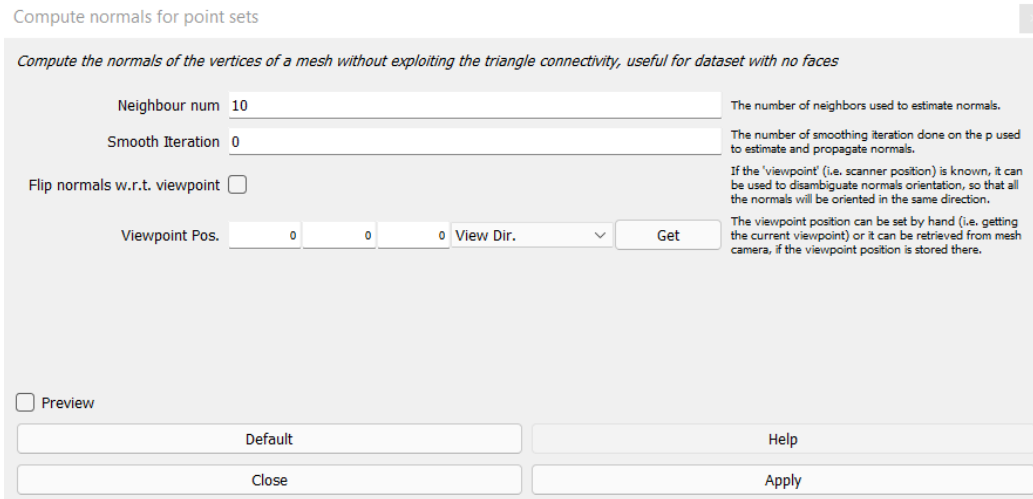 Compute normals for point sets
Compute the normals of the vertices of a mesh without exploiting the triangle connectivity, useful for dataset with no faces
Neighbour num 10 The number of neighbors used to estimate normals.
Smooth Iteration 0 The number of smoothing iteration done on the p used
to estimate and propagate normals.
Flip normals w.r.t. viewpoint If the 'viewpoint' (i.e. scanner position) is known, it can
be used to disambiguate normals orientation, so that all
the normals will be oriented in the same direction.
Viewpoint Pos. 0 0 0 View Dir. Get The viewpoint position can be set by hand (i.e. getting
the current viewpoint) or it can be retrieved from mesh
camera, if the viewpoint position is stored there.
Preview
Default Help
Close Apply